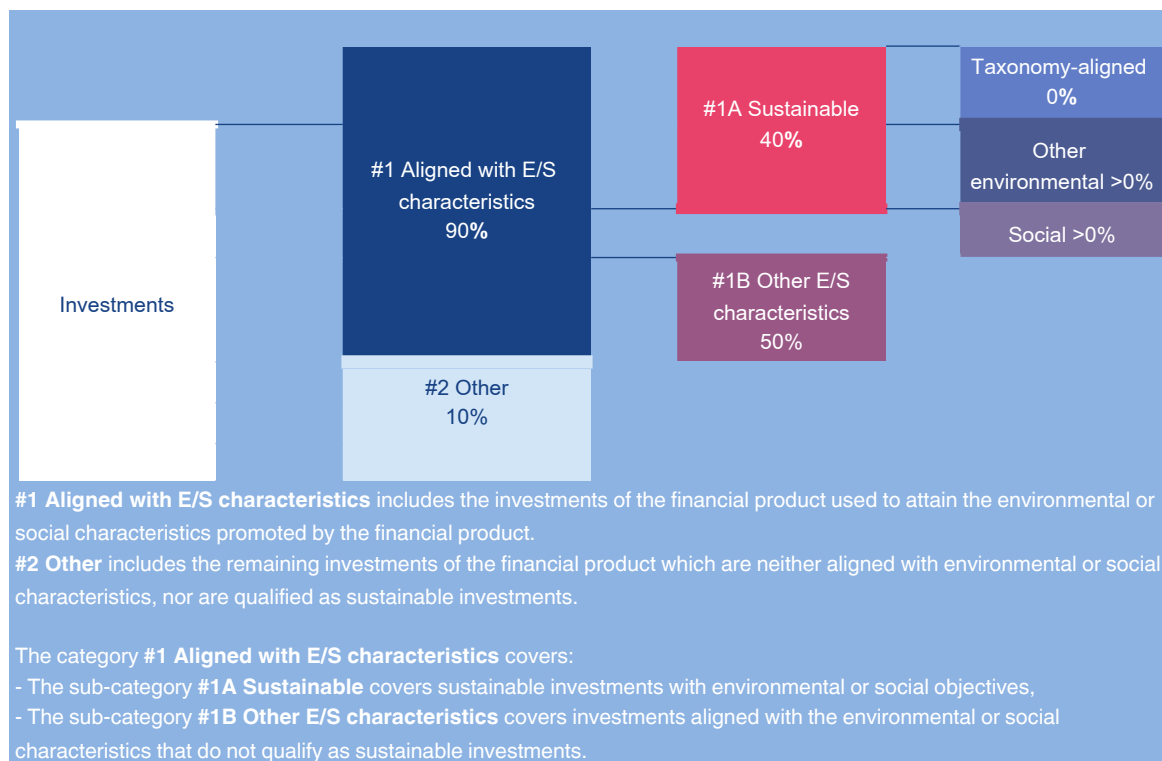 Investments
#1 Aligned with E/S
characteristics
90%
#2 Other
10%
#1A Sustainable
40%
#1B Other E/S
characteristics
50%
Taxonomy-aligned
0%
Other
environmental >0%
Social >0%
#1 Aligned with E/S characteristics includes the investments of the financial product used to attain the environmental or
social characteristics promoted by the financial product.
#2 Other includes the remaining investments of the financial product which are neither aligned with environmental or social
characteristics, nor are qualified as sustainable investments.
The category #1 Aligned with E/S characteristics covers:
- The sub-category #1A Sustainable covers sustainable investments with environmental or social objectives,
- The sub-category #1B Other E/S characteristics covers investments aligned with the environmental or social
characteristics that do not qualify as sustainable investments.